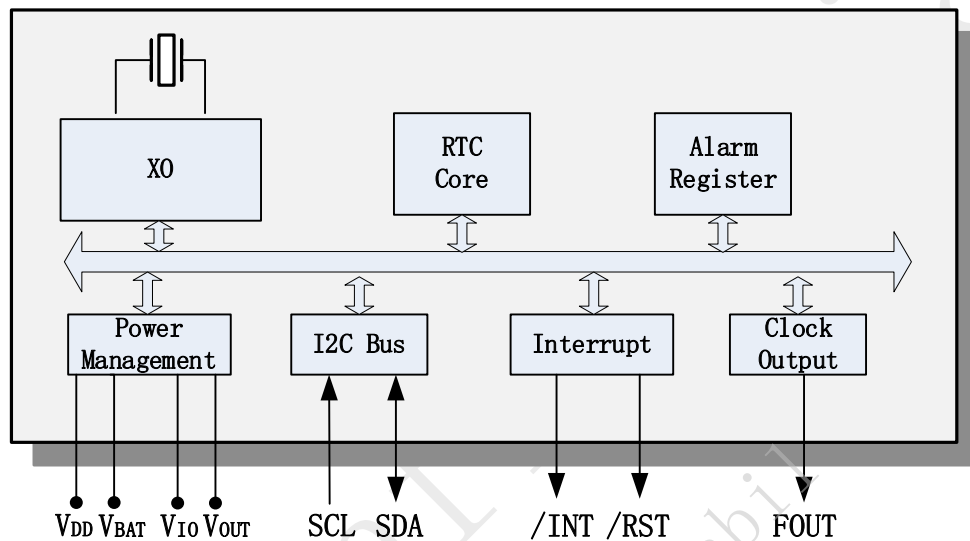 XO
RTC
Core
Alarm
Register
Power
Management
I2C Bus
Interrupt
Clock
Output
VDD VBAT VIO VOUT SCL SDA /INT /RST FOUT